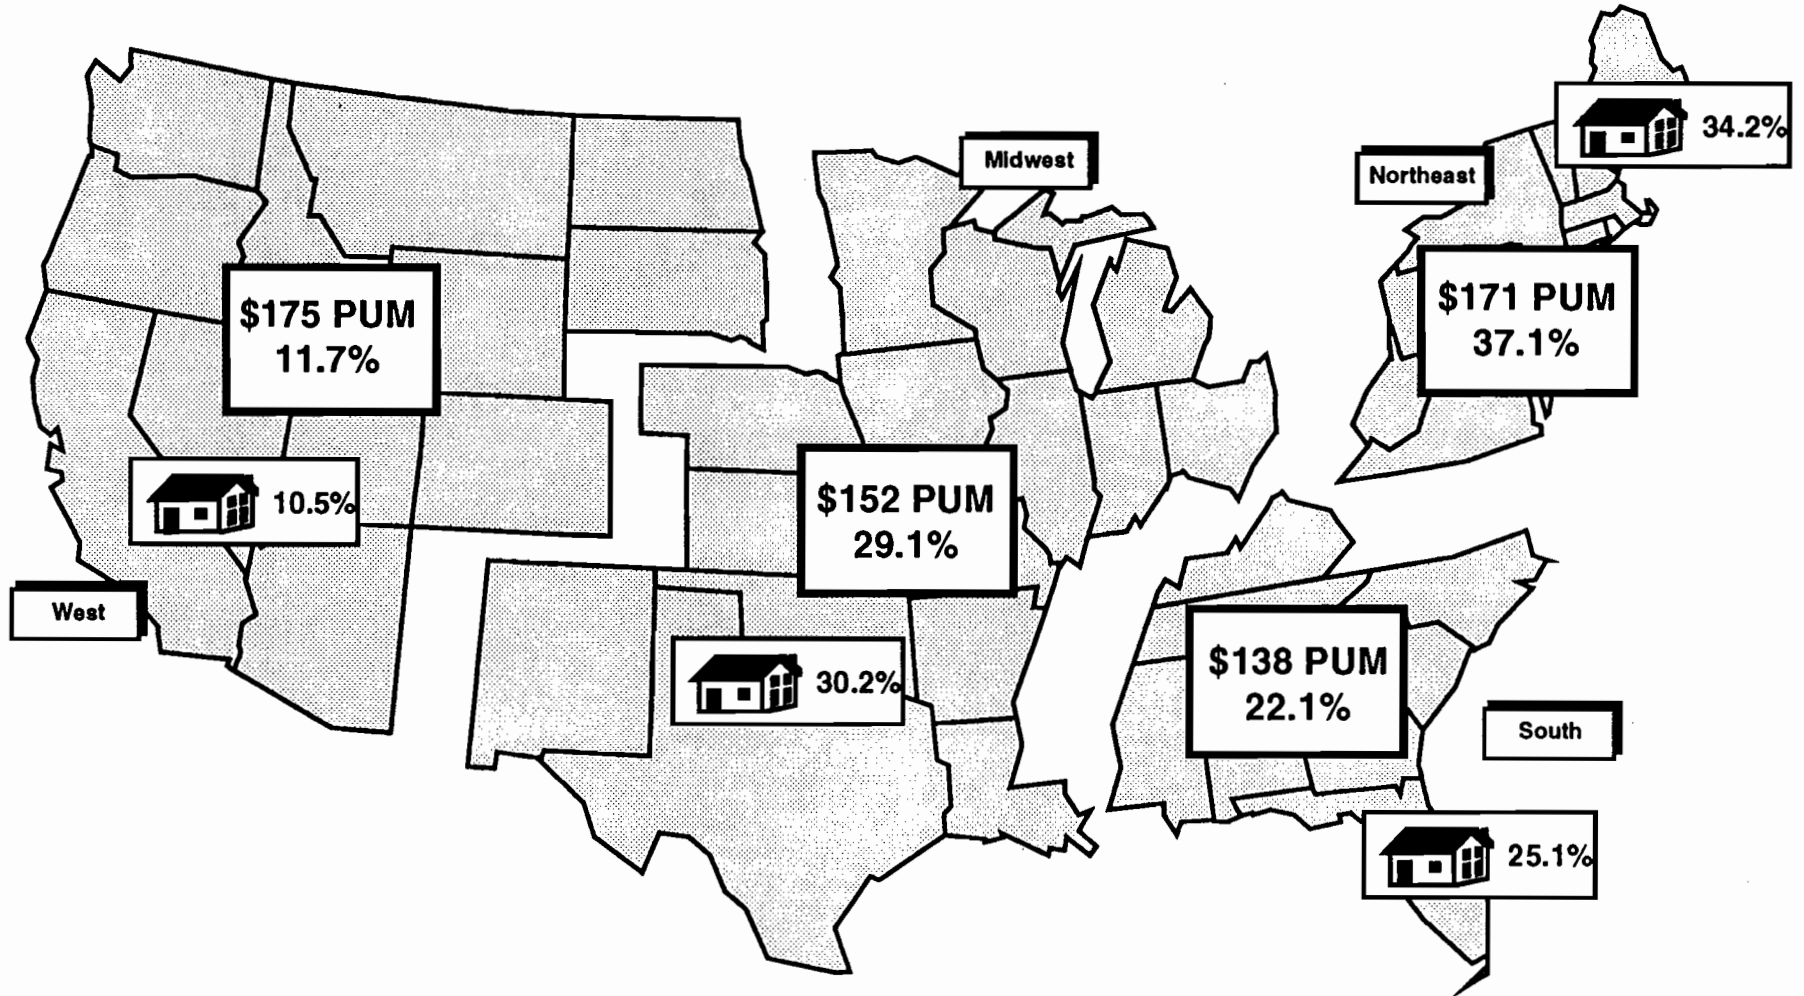 34.2%
Midwest
Northeast
$175 PUM
11.7%
$171 PUM
37.1%
10.5%
$152 PUM
29.1%
West
30.2%
$138 PUM
22.1%
South
25.1%